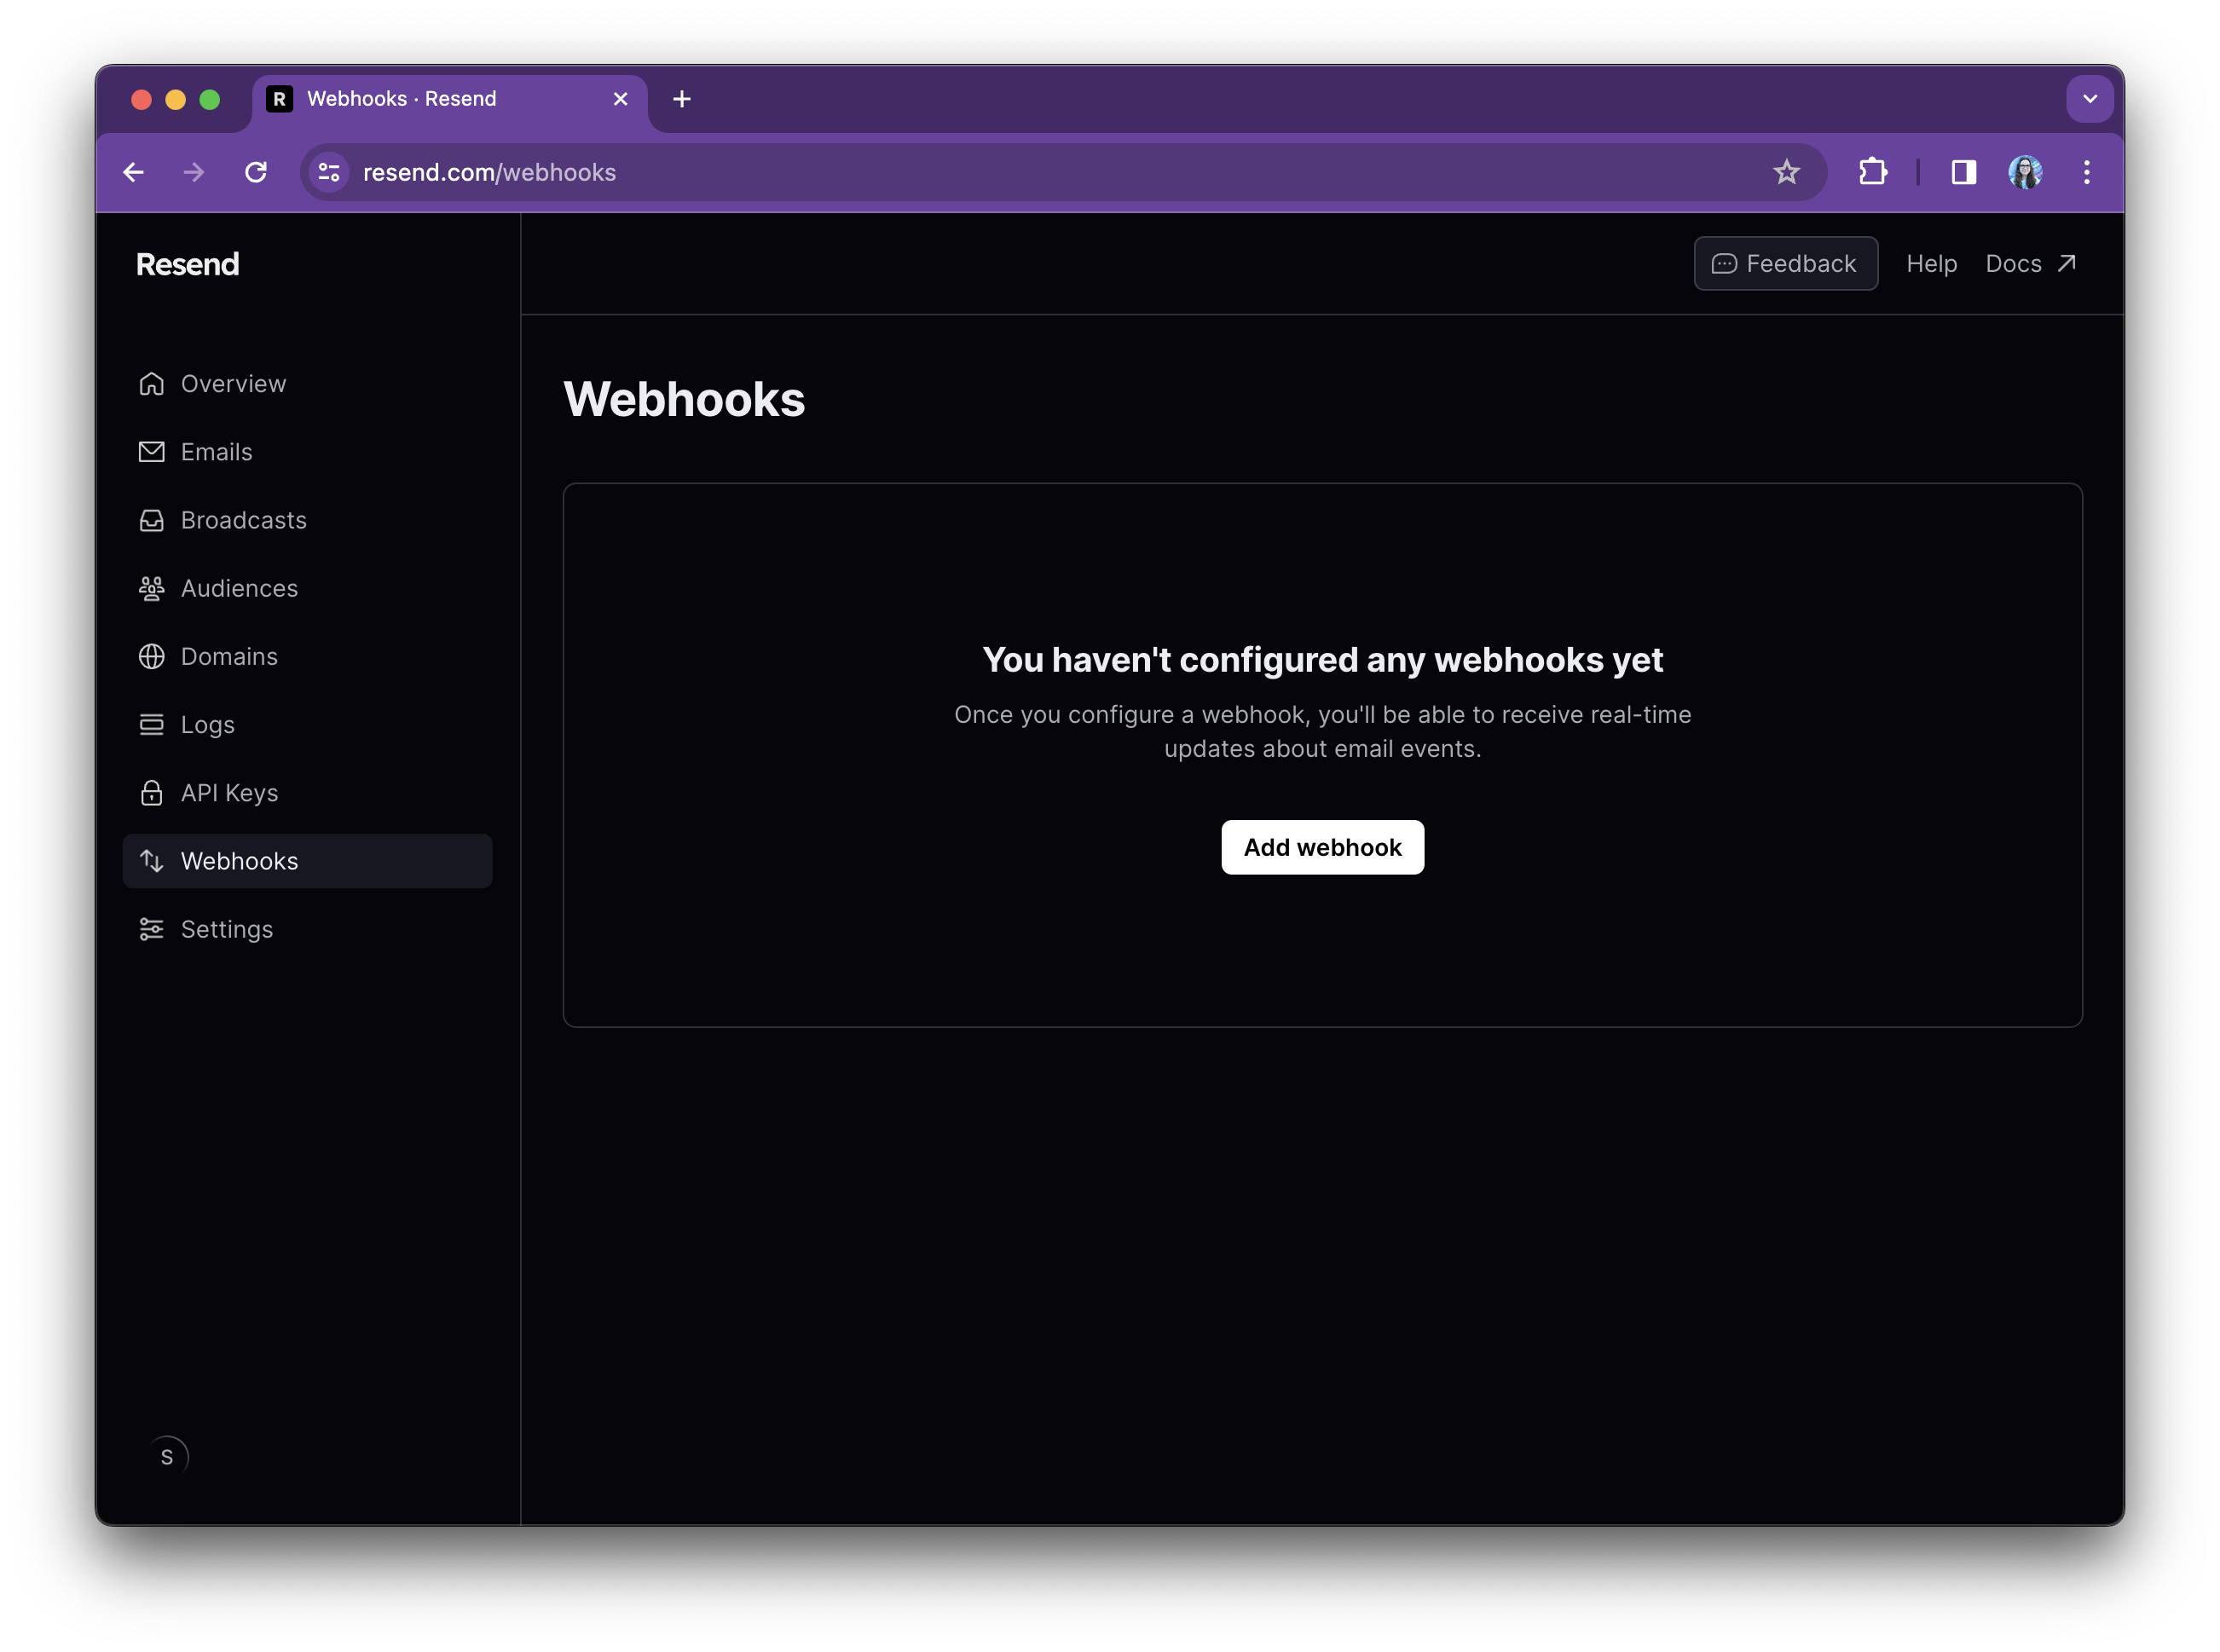 R Webhooks · Resend
resend.com/webhooks
Resend
Feedback Help Docs
Overview
Emails
Broadcasts
Audiences
Domains
Logs
API Keys
Webhooks
Settings
S
Webhooks
You haven't configured any webhooks yet
Once you configure a webhook, you'll be able to receive real-time
updates about email events.
Add webhook